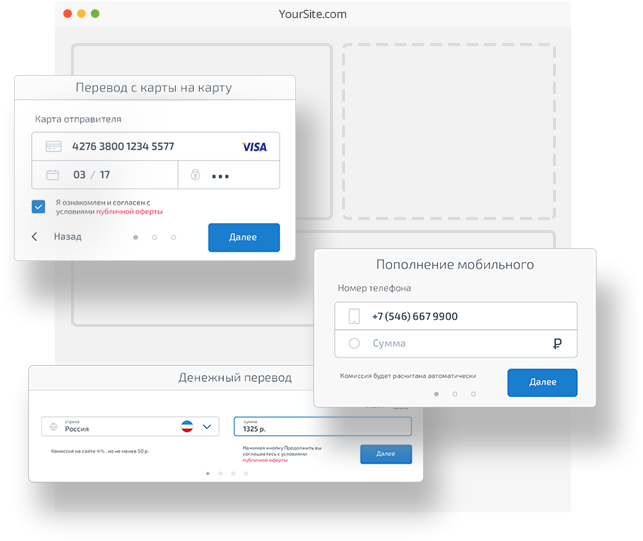 YourSite.com
Перевод с карты на карту
Карта отправителя
4276 3800 1234 5577 VISA
03 / 17
Я ознакомлен и согласен с
условиями публичной оферты
Назад
Далее
Пополнение мобильного
Номер телефона
+7 (546) 667 9900
Сумма ₽
Комиссия будет расчитана автоматически
Далее
Денежный перевод
страна
Россия
сумма
1325 р.
Комиссия на сайте 4% , но не менее 50 р.
Нажимая кнопку Продолжить вы
соглашаетесь с условиями
публичной оферты
Далее